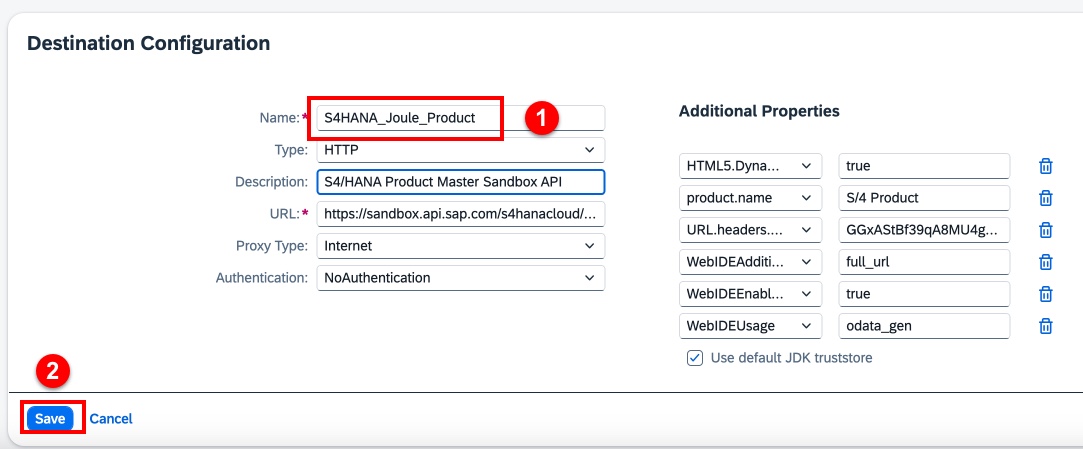 Destination Configuration
Name:* S4HANA_Joule_Product 1
Type: HTTP
Description: S4/HANA Product Master Sandbox API
URL:* https://sandbox.api.sap.com/s4hanacloud/...
Proxy Type: Internet
Authentication: NoAuthentication
Additional Properties
HTML5.Dyna... true
product.name S/4 Product
URL.headers.... GGxAStBf39qA8MU4g...
WebIDEAdditi... full_url
WebIDEEnabl... true
WebIDEUsage odata_gen
Use default JDK truststore
2
Save Cancel